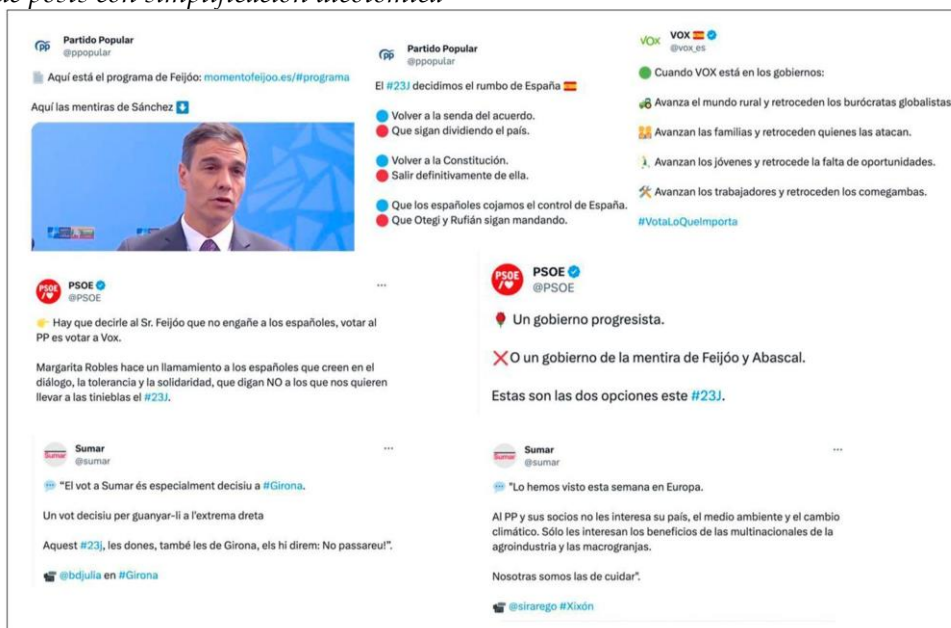 de posts con simplificación dicotómica
Partido Popular
@ppopular
Aquí está el programa de Feijóo: momentofeijoo.es/#programa
Aquí las mentiras de Sánchez
Partido Popular
@ppopular
El #23J decidimos el rumbo de España
Volver a la senda del acuerdo.
Que sigan dividiendo el país.
Volver a la Constitución.
Salir definitivamente de ella.
Que los españoles cojamos el control de España.
Que Otegi y Rufián sigan mandando.
VOX
VOX
@vox_es
Cuando VOX está en los gobiernos:
Avanza el mundo rural y retroceden los burócratas globalistas
Avanzan las familias y retroceden quienes las atacan.
Avanzan los jóvenes y retrocede la falta de oportunidades.
Avanzan los trabajadores y retroceden los comegambas.
#VotaLoQueImporta
PSOE
PSOE
@PSOE
Hay que decirle al Sr. Feijóo que no engañe a los españoles, votar al
PP es votar a Vox.
Margarita Robles hace un llamamiento a los españoles que creen en el
diálogo, la tolerancia y la solidaridad, que digan NO a los que nos quieren
llevar a las tinieblas el #23J.
PSOE
PSOE
@PSOE
Un gobierno progresista.
O un gobierno de la mentira de Feijóo y Abascal.
Estas son las dos opciones este #23J.
Sumar
Sumar
@sumar
"El vot a Sumar és especialment decisiu a #Girona.
Un vot decisiu per guanyar-li a l'extrema dreta
Aquest #23j, les dones, també les de Girona, els hi direm: No passareu!".
@bdjulia en #Girona
Sumar
Sumar
@sumar
"Lo hemos visto esta semana en Europa.
Al PP y sus socios no les interesa su país, el medio ambiente y el cambio
climático. Sólo les interesan los beneficios de las multinacionales de la
agroindustria y las macrogranjas.
Nosotras somos las de cuidar".
@sirarego #Xixón